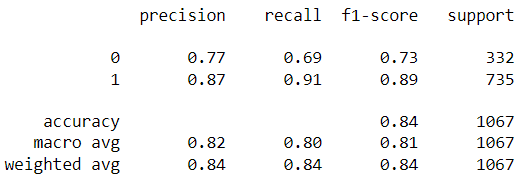 precision recall f1-score support
0 0.77 0.69 0.73 332
1 0.87 0.91 0.89 735
accuracy 0.84 1067
macro avg 0.82 0.80 0.81 1067
weighted avg 0.84 0.84 0.84 1067